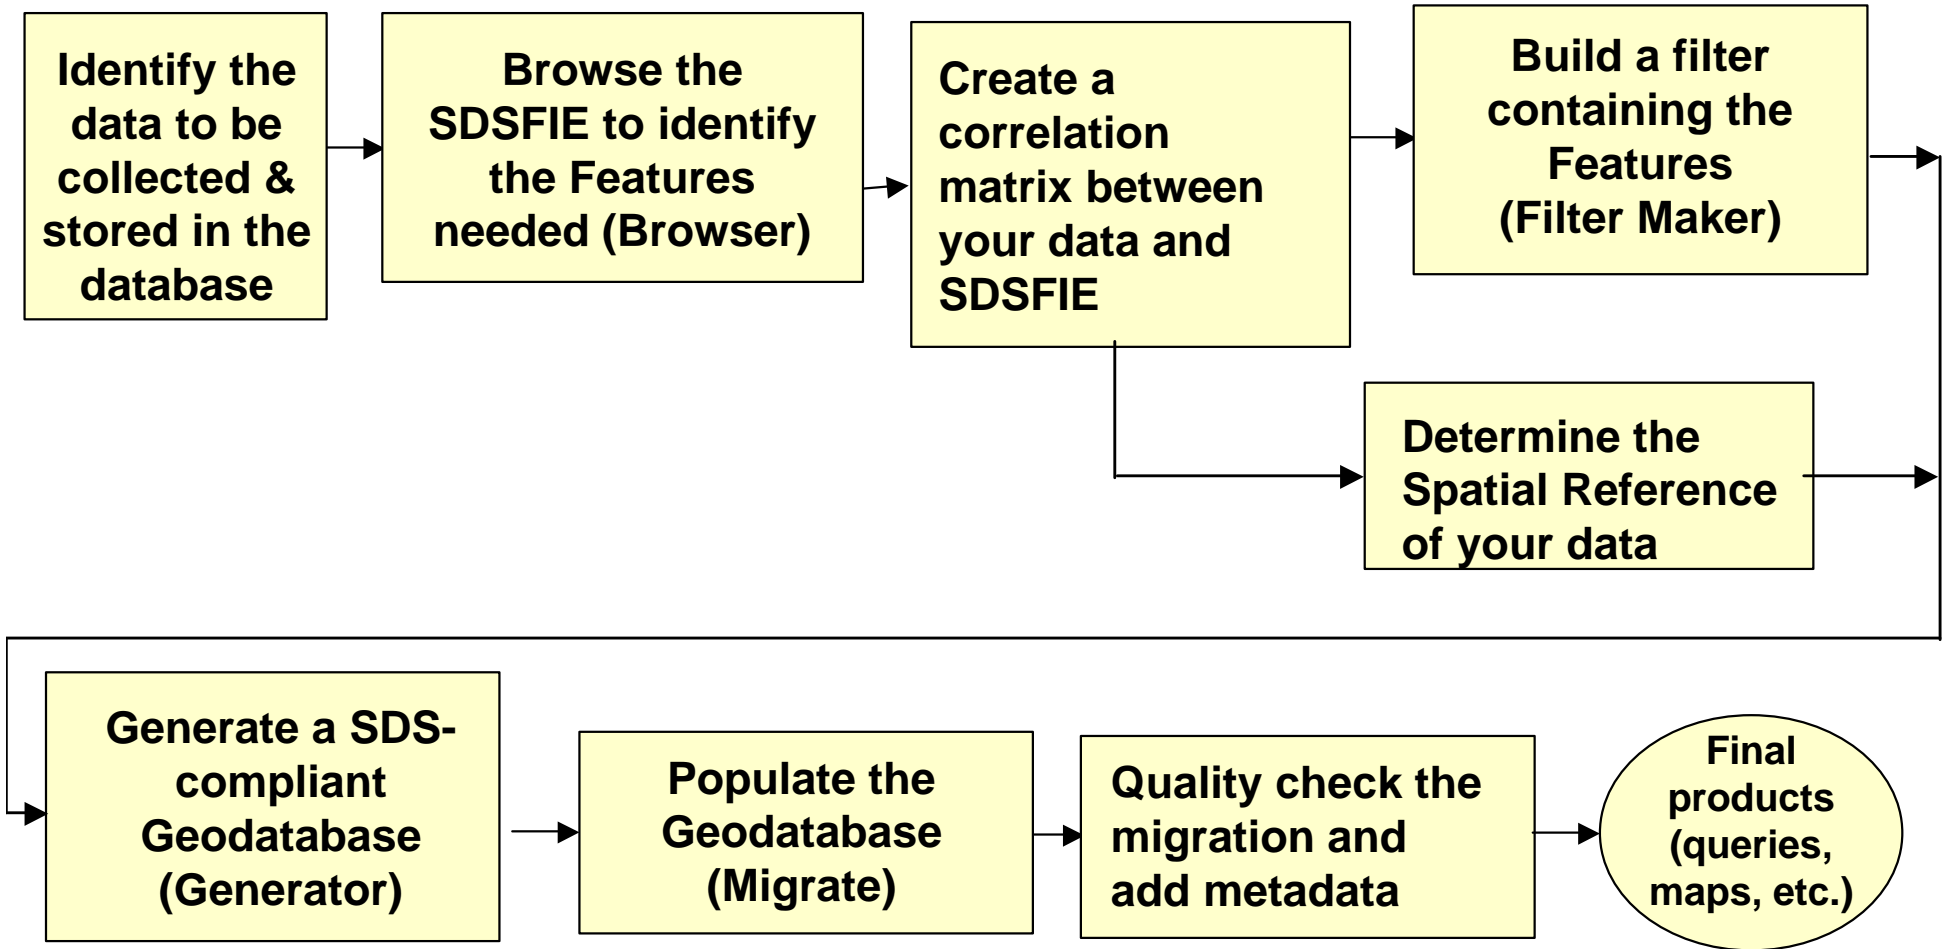 Identify the
data to be
collected &
stored in the
database
Browse the
SDSFIE to identify
the Features
needed (Browser)
Create a
correlation
matrix between
your data and
SDSFIE
Build a filter
containing the
Features
(Filter Maker)
Determine the
Spatial Reference
of your data
Generate a SDS-
compliant
Geodatabase
(Generator)
Populate the
Geodatabase
(Migrate)
Quality check the
migration and
add metadata
Final
products
(queries,
maps, etc.)